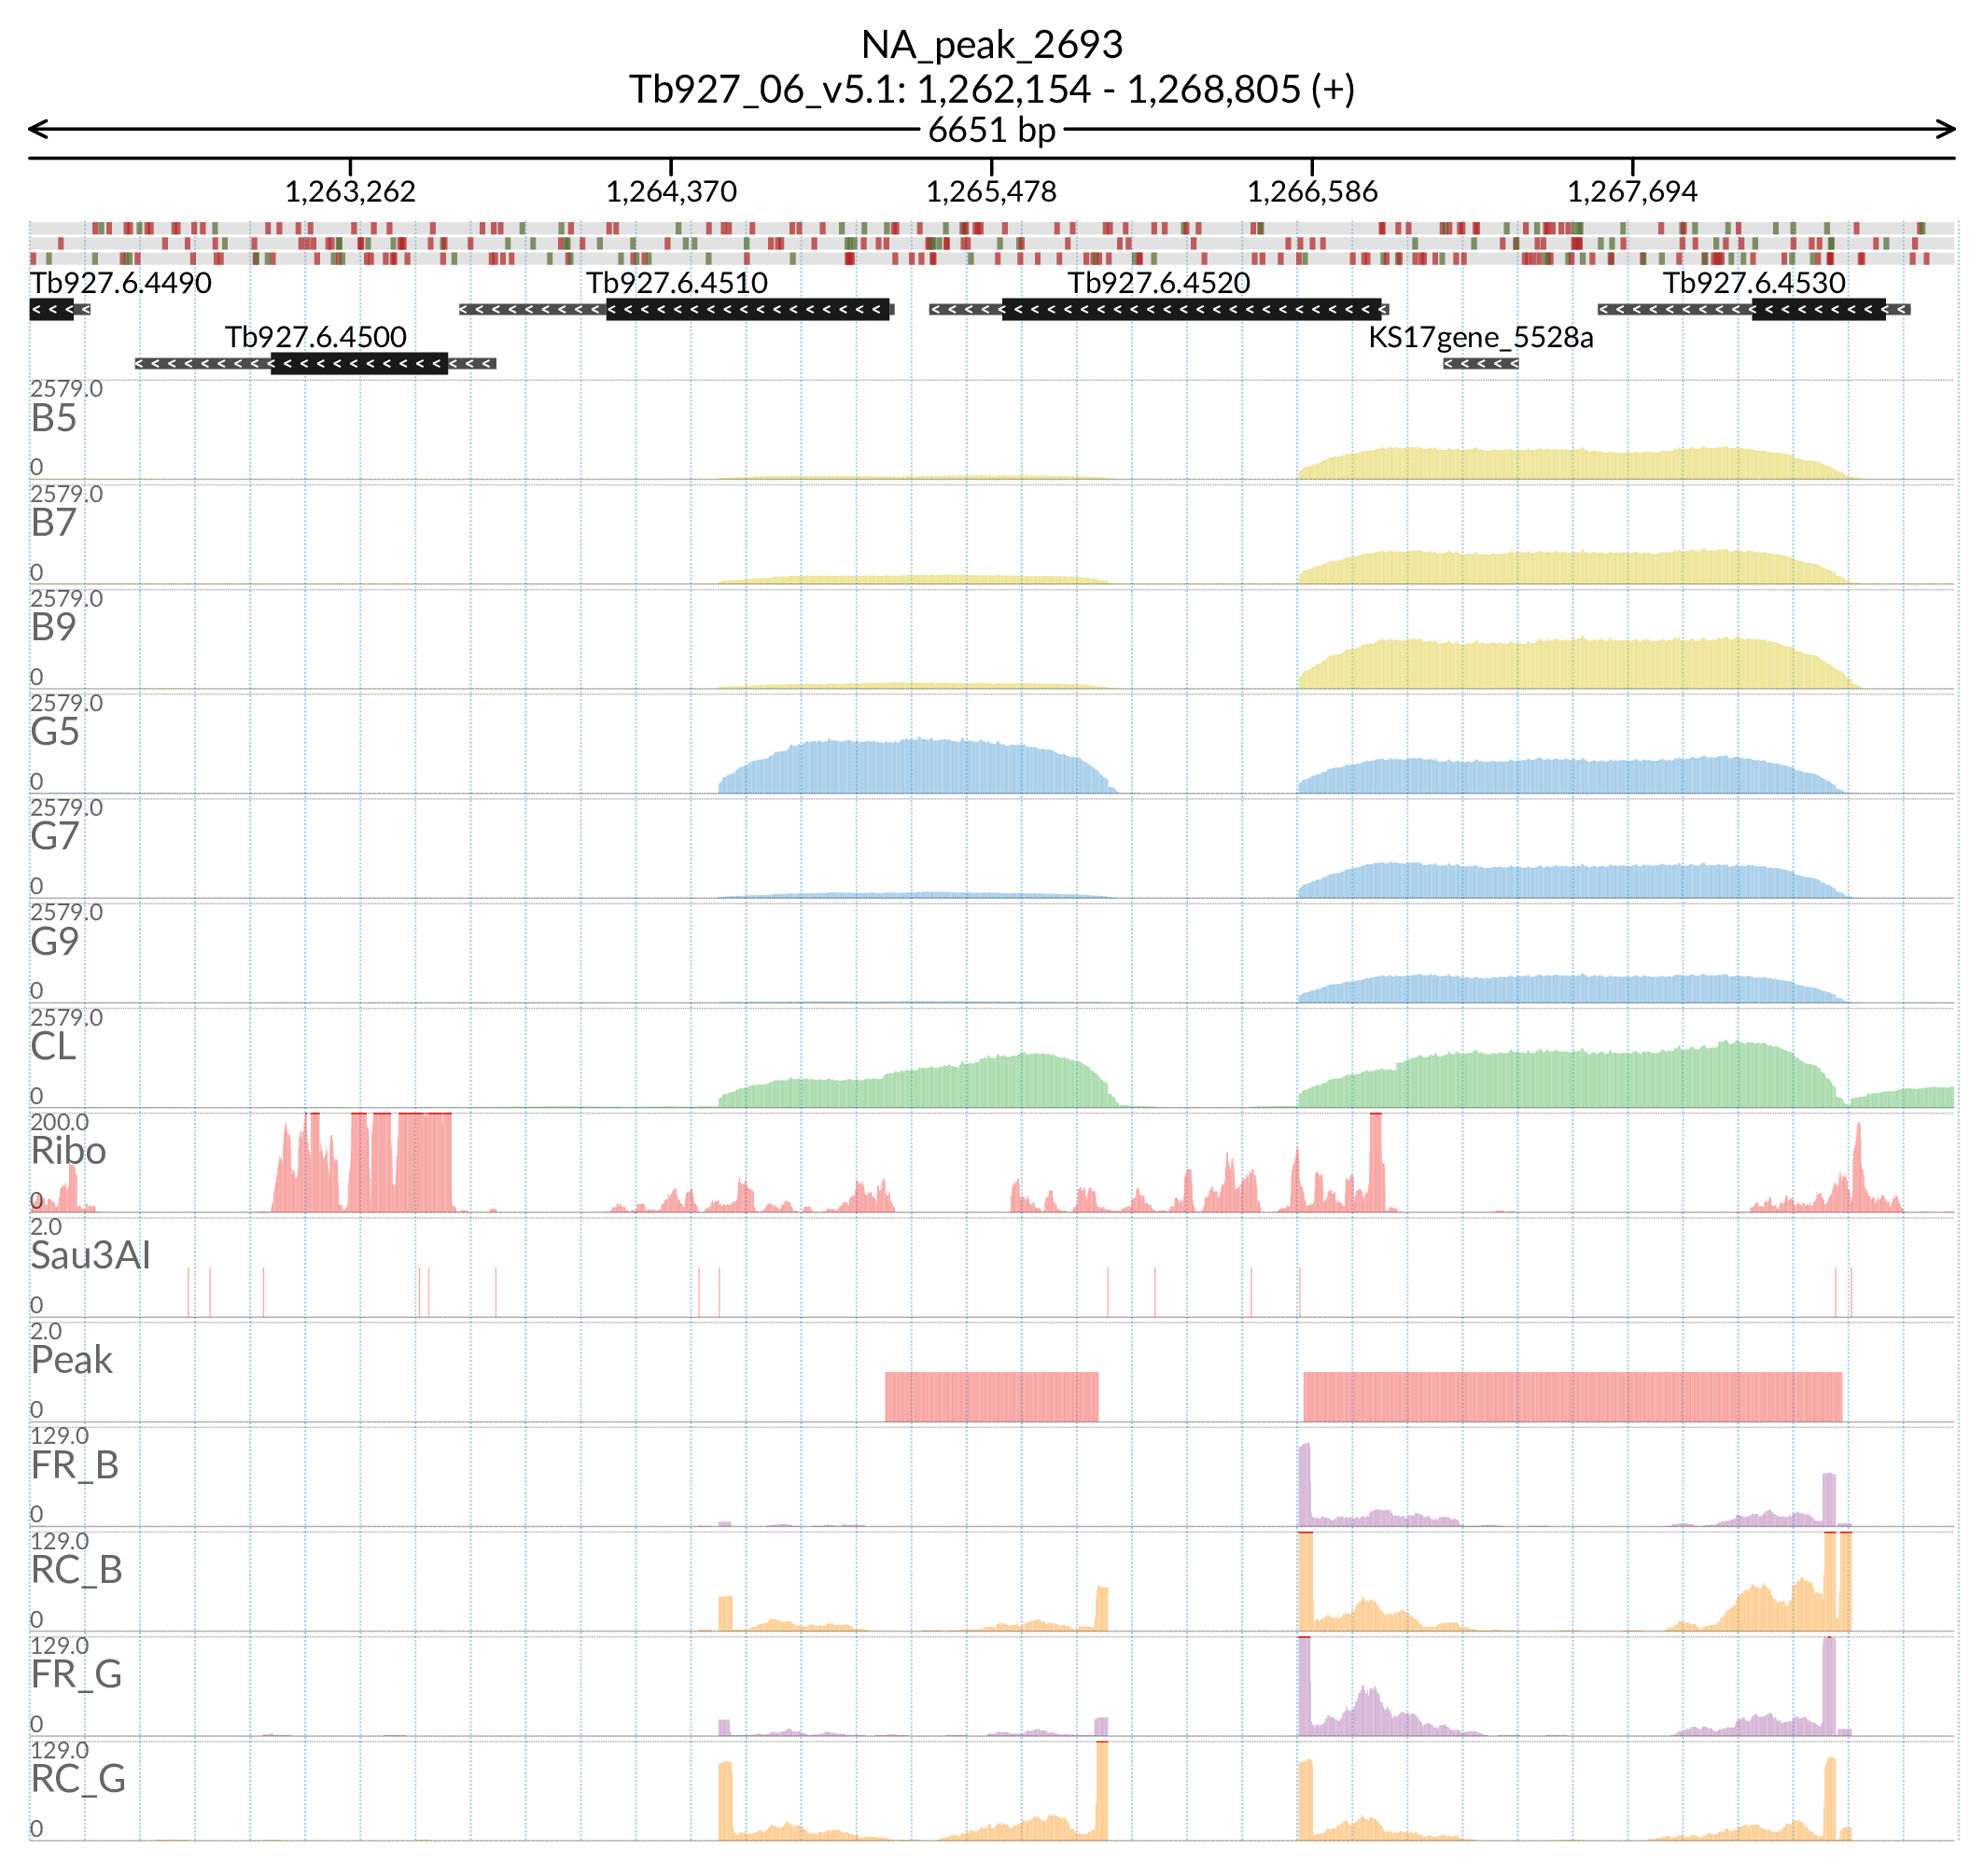 NA_peak_2693
Tb927_06_v5.1: 1,262,154 - 1,268,805 (+)
6651 bp
1,263,262 1,264,370 1,265,478 1,266,586 1,267,694
Tb927.6.4490 Tb927.6.4510 Tb927.6.4520 Tb927.6.4530
Tb927.6.4500 KS17gene_5528a
2579.0
B5
0
2579.0
B7
0
2579.0
B9
0
2579.0
G5
0
2579.0
G7
0
2579.0
G9
0
2579.0
CL
0
200.0
Ribo
0
2.0
Sau3AI
0
2.0
Peak
0
129.0
FR_B
0
129.0
RC_B
0
129.0
FR_G
0
129.0
RC_G
0